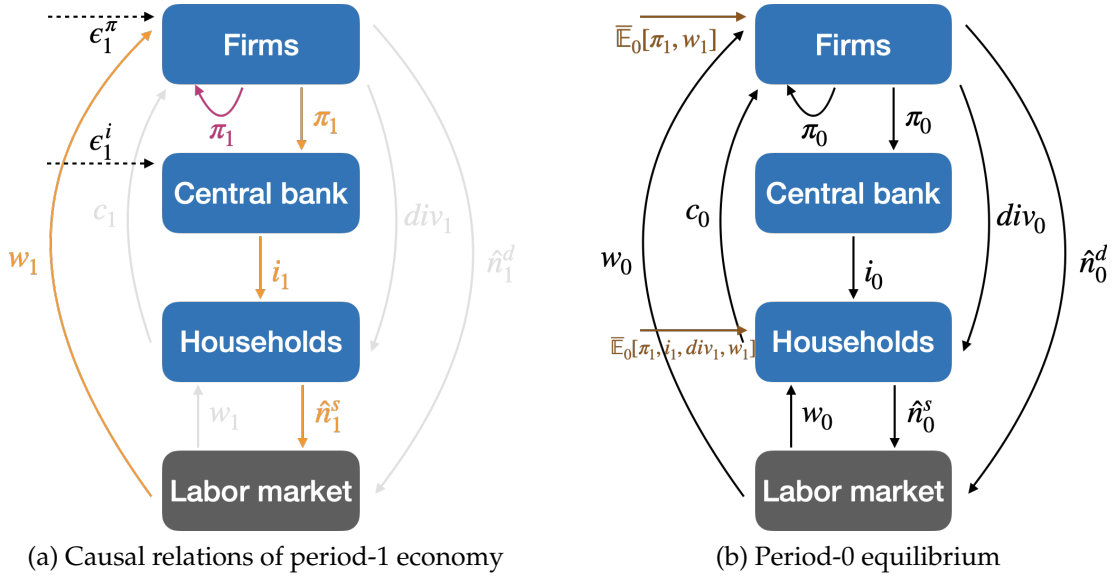 ϵ₁^π
Firms
π₁
π₁
ϵ₁^i
Central bank
c₁
div₁
w₁
n̂₁^d
i₁
Households
w₁
n̂₁^s
Labor market
(a) Causal relations of period-1 economy
𝔼̅₀[π₁, w₁]
Firms
π₀
π₀
Central bank
c₀
div₀
w₀
n̂₀^d
i₀
Households
𝔼̅₀[π₁, i₁, div₁, w₁]
w₀
n̂₀^s
Labor market
(b) Period-0 equilibrium